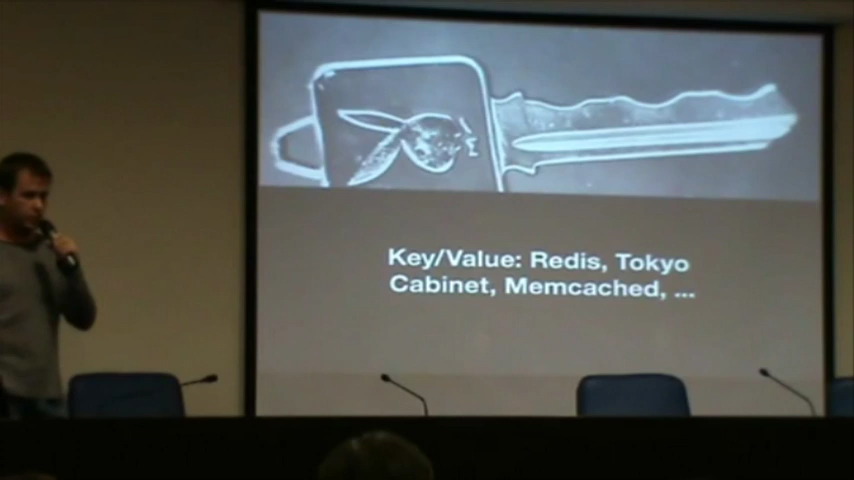 Key/Value: Redis, Tokyo
Cabinet, Memcached, ...